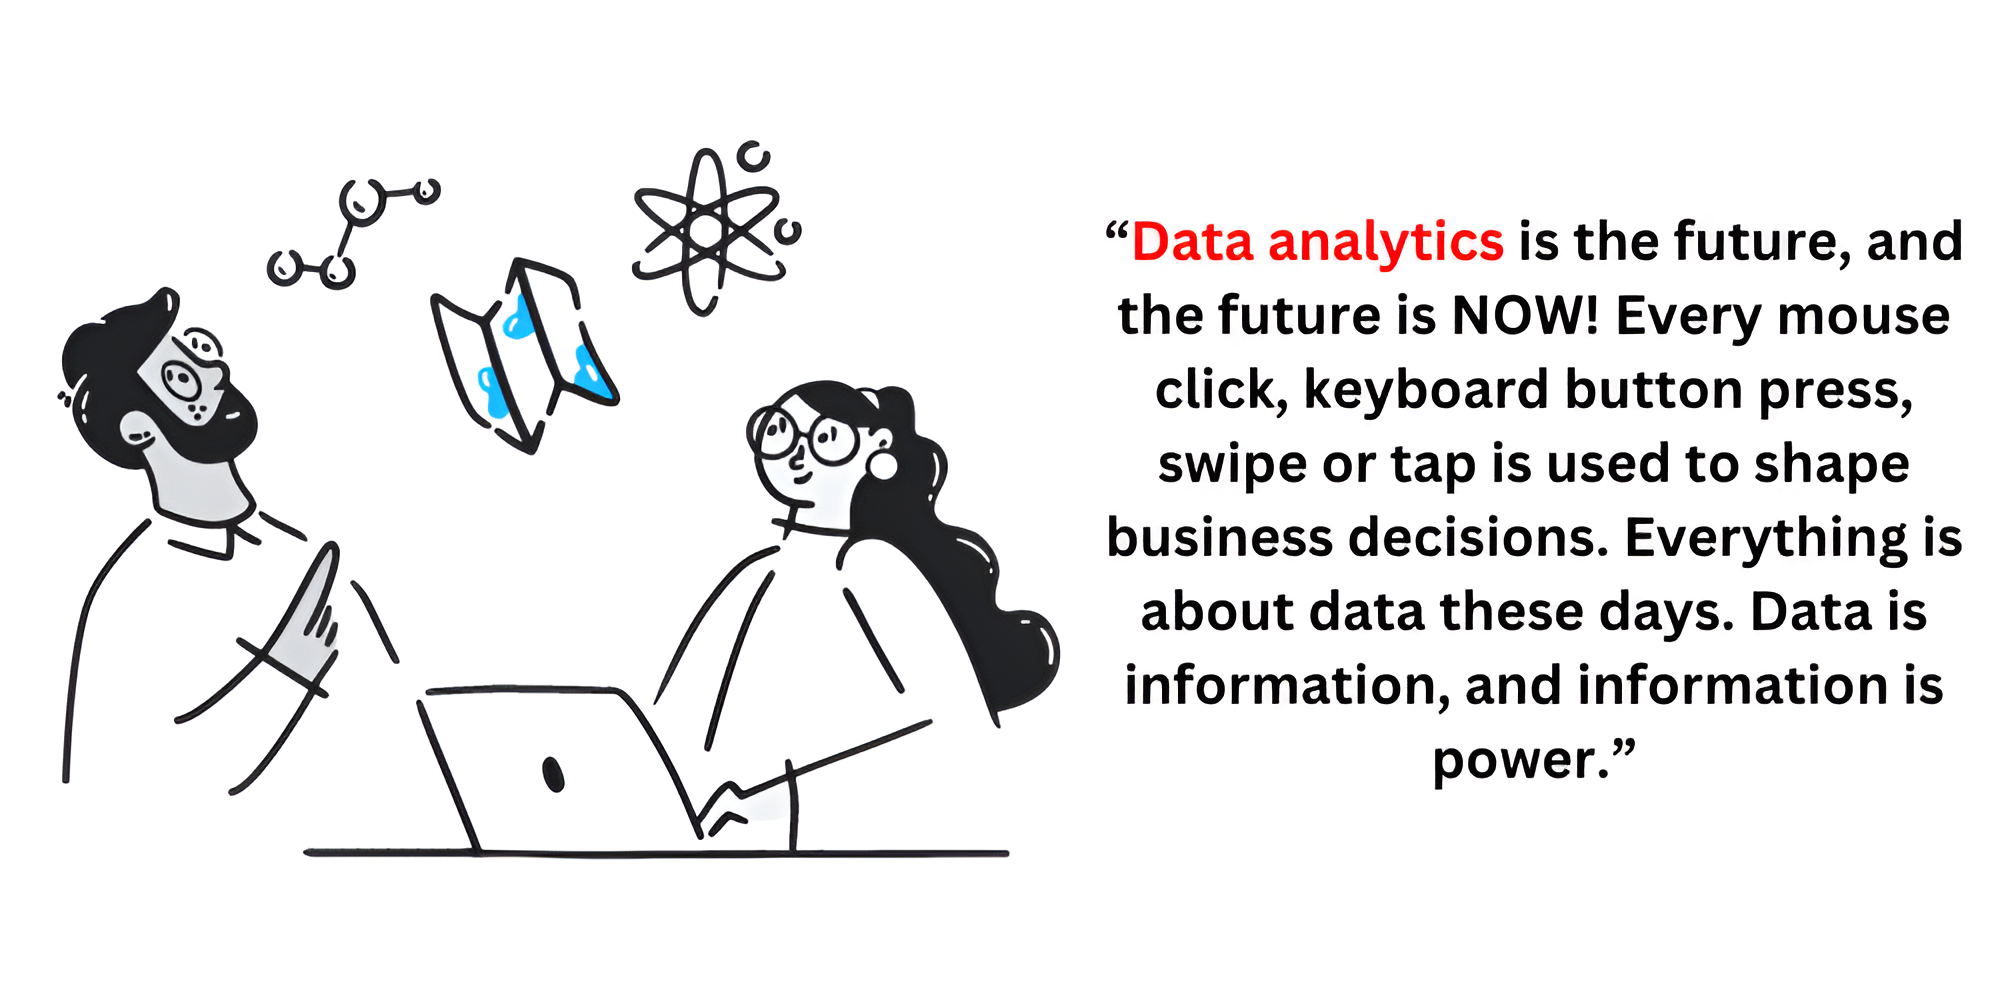 “Data analytics is the future, and
the future is NOW! Every mouse
click, keyboard button press,
swipe or tap is used to shape
business decisions. Everything is
about data these days. Data is
information, and information is
power.”